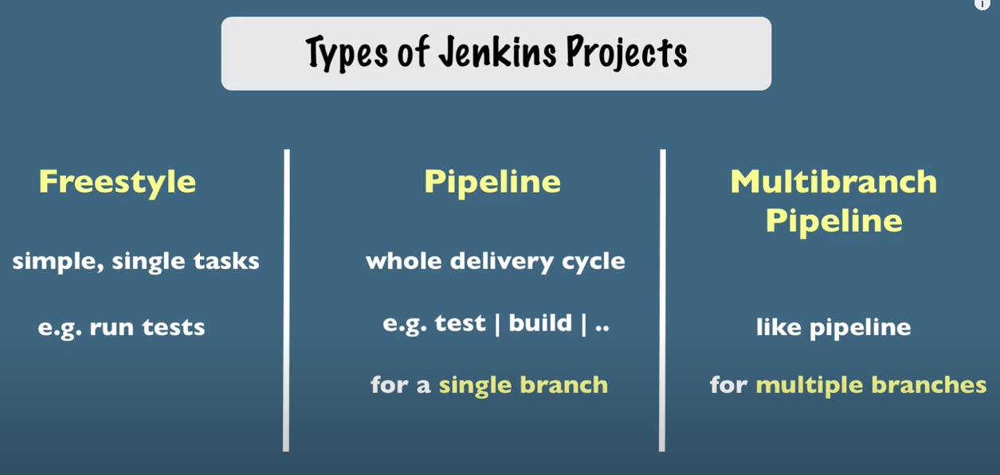 Types of Jenkins Projects
Freestyle
simple, single tasks
e.g. run tests
Pipeline
whole delivery cycle
e.g. test | build | ..
for a single branch
Multibranch
Pipeline
like pipeline
for multiple branches